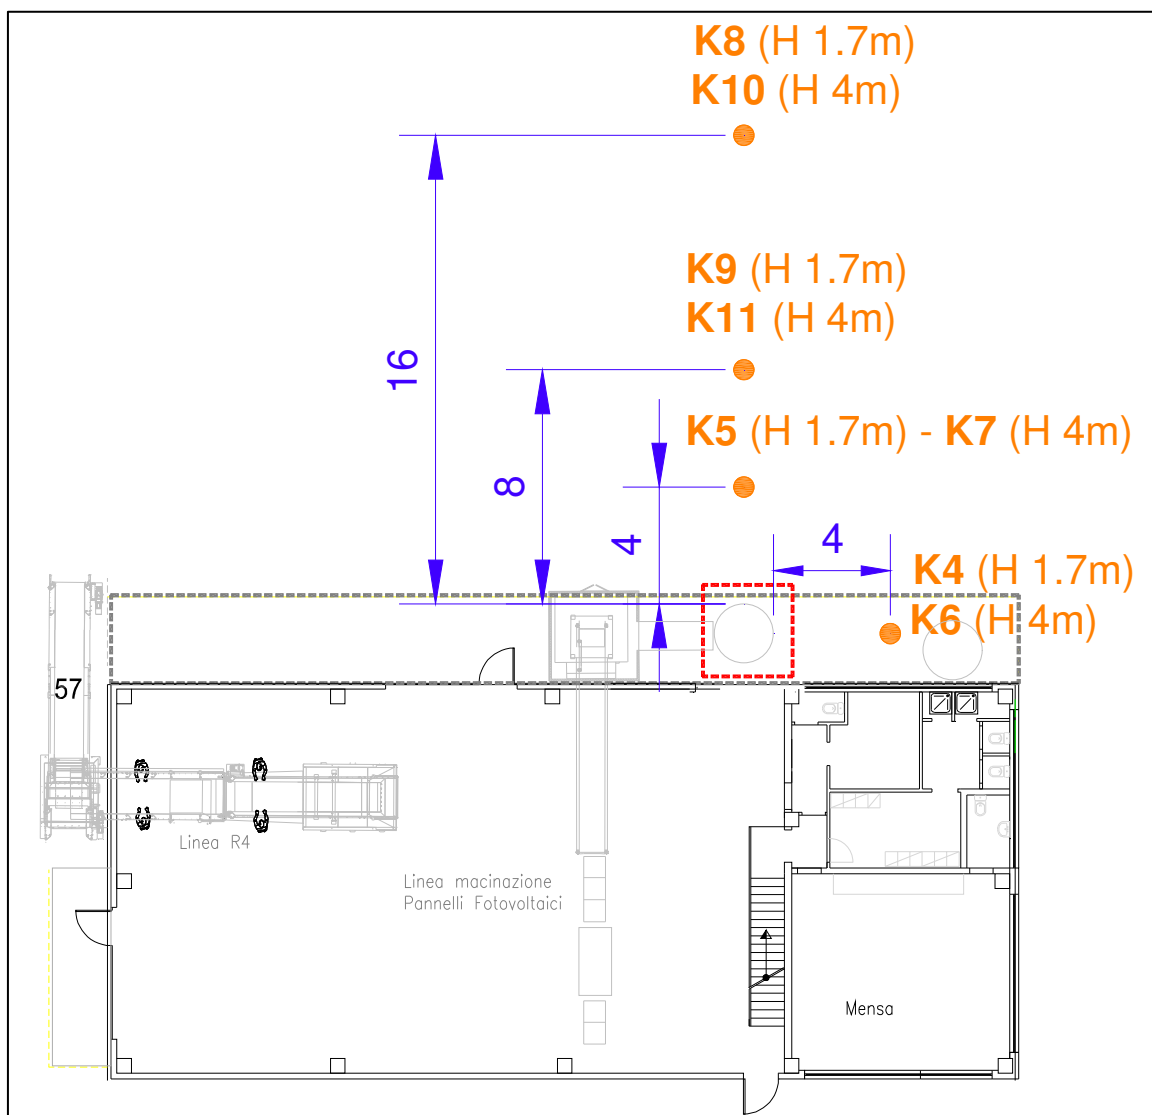 K8 (H 1.7m)
K10 (H 4m)
K9 (H 1.7m)
K11 (H 4m)
16
K5 (H 1.7m) - K7 (H 4m)
8
4
4
K4 (H 1.7m)
K6 (H 4m)
57
Linea R4
Linea macinazione
Pannelli Fotovoltaici
Mensa